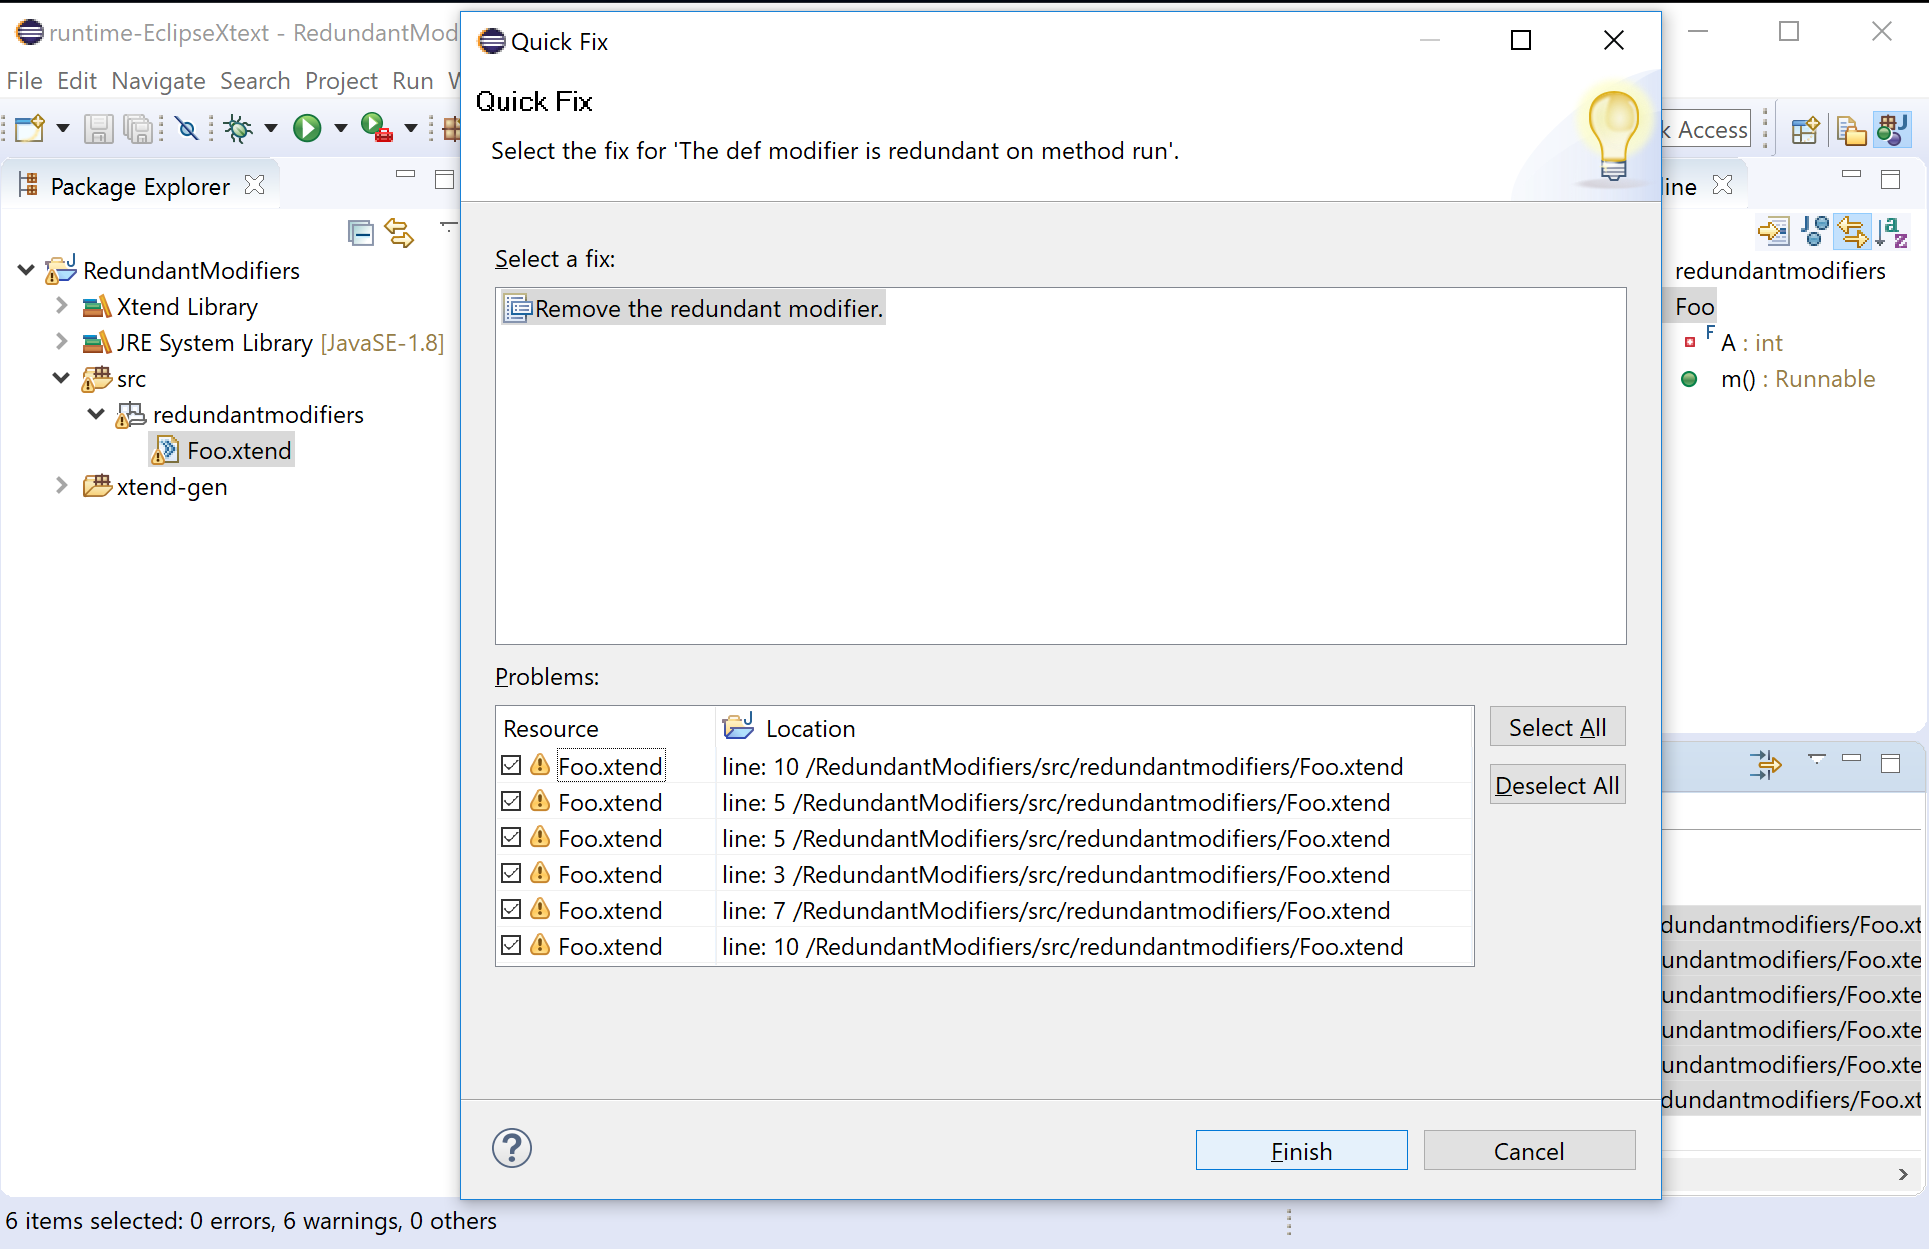 runtime-EclipseXtext - RedundantMod
File Edit Navigate Search Project Run
Package Explorer
RedundantModifiers
Xtend Library
JRE System Library [JavaSE-1.8]
src
redundantmodifiers
Foo.xtend
xtend-gen
Quick Fix
Quick Fix
Select the fix for 'The def modifier is redundant on method run'.
Select a fix:
Remove the redundant modifier.
Problems:
Resource Location
Foo.xtend line: 10 /RedundantModifiers/src/redundantmodifiers/Foo.xtend
Foo.xtend line: 5 /RedundantModifiers/src/redundantmodifiers/Foo.xtend
Foo.xtend line: 5 /RedundantModifiers/src/redundantmodifiers/Foo.xtend
Foo.xtend line: 3 /RedundantModifiers/src/redundantmodifiers/Foo.xtend
Foo.xtend line: 7 /RedundantModifiers/src/redundantmodifiers/Foo.xtend
Foo.xtend line: 10 /RedundantModifiers/src/redundantmodifiers/Foo.xtend
Select All
Deselect All
Finish Cancel
k Access
line
redundantmodifiers
Foo
F A : int
m() : Runnable
dundantmodifiers/Foo.xt
undantmodifiers/Foo.xte
undantmodifiers/Foo.xte
undantmodifiers/Foo.xte
undantmodifiers/Foo.xte
dundantmodifiers/Foo.xt
6 items selected: 0 errors, 6 warnings, 0 others